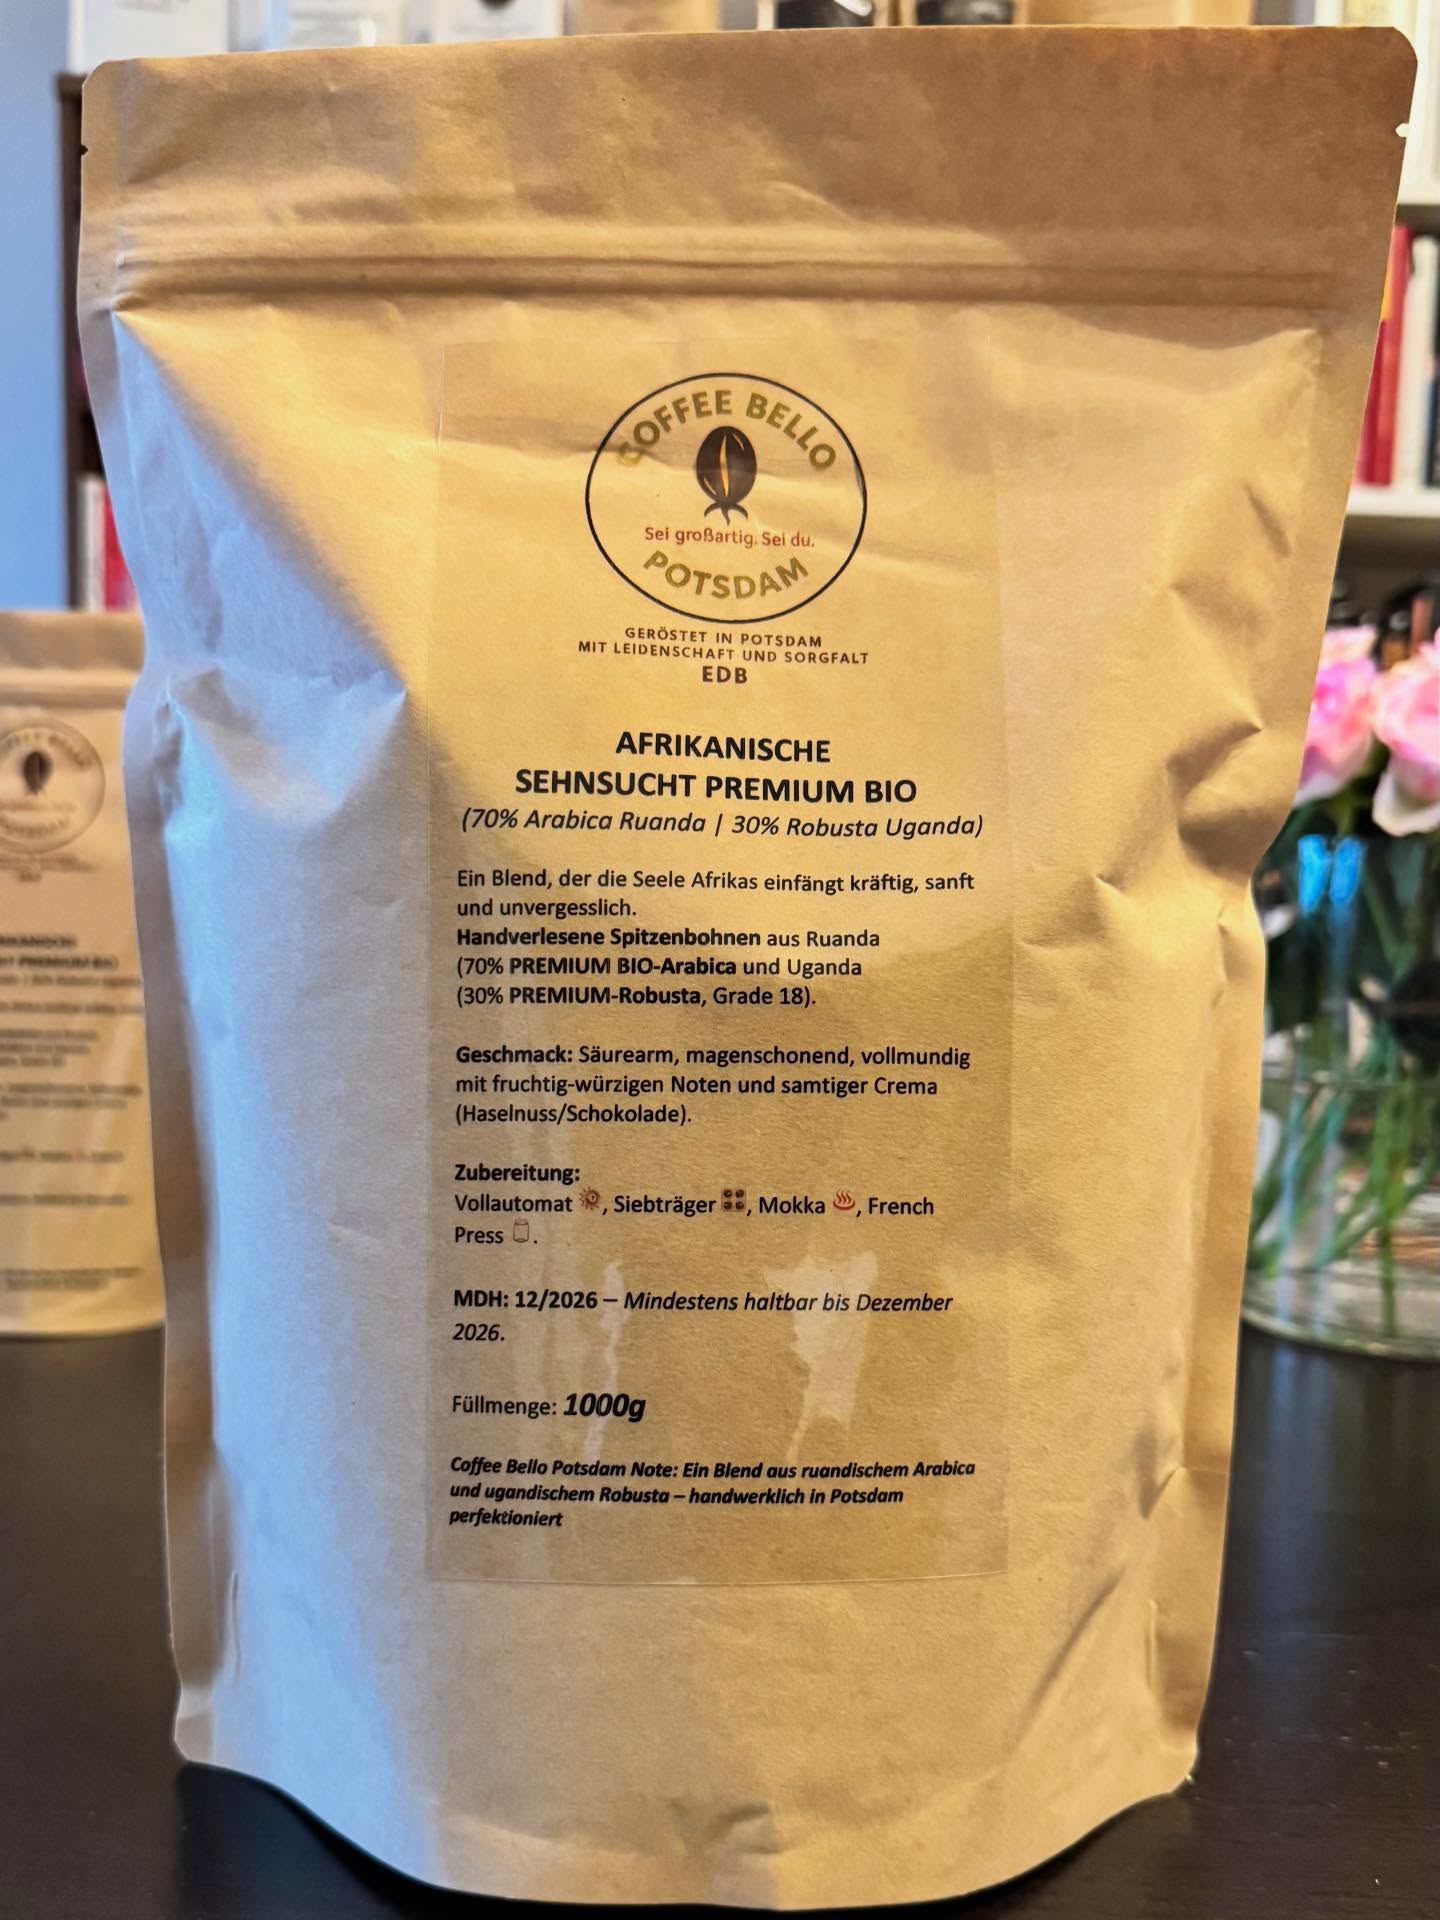 COFFEE BELLO
Sei großartig. Sei du.
POTSDAM
GERÖSTET IN POTSDAM
MIT LEIDENSCHAFT UND SORGFALT
EDB
AFRIKANISCHE
SEHNSUCHT PREMIUM BIO
(70% Arabica Ruanda | 30% Robusta Uganda)
Ein Blend, der die Seele Afrikas einfängt kräftig, sanft
und unvergesslich.
Handverlesene Spitzenbohnen aus Ruanda
(70% PREMIUM BIO-Arabica und Uganda
(30% PREMIUM-Robusta, Grade 18).
Geschmack: Säurearm, magenschonend, vollmundig
mit fruchtig-würzigen Noten und samtiger Crema
(Haselnuss/Schokolade).
Zubereitung:
Vollautomat , Siebträger , Mokka ♨, French
Press .
MDH: 12/2026 – Mindestens haltbar bis Dezember
2026.
Füllmenge: 1000g
Coffee Bello Potsdam Note: Ein Blend aus ruandischem Arabica
und ugandischem Robusta – handwerklich in Potsdam
perfektioniert